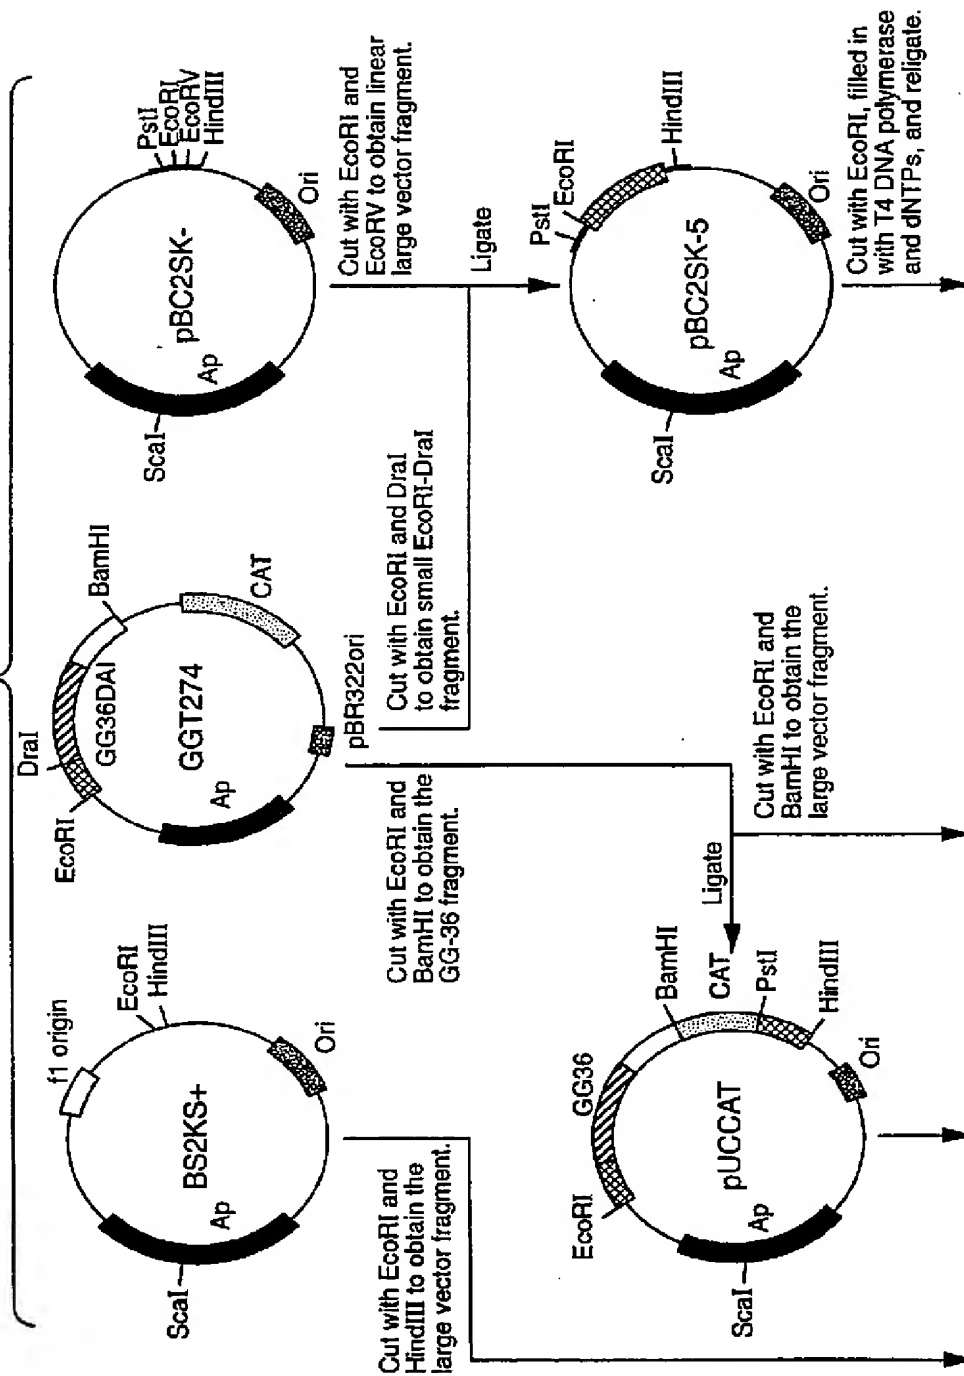 f1 origin
EcoRI
HindIII
ScaI
BS2KS+
Ap
Ori
DraI
EcoRI
GG36DAI
BamHI
GGT274
Ap
CAT
pBR322ori
PstI
EcoRI
EcoRV
HindIII
ScaI
pBC2SK-
Ap
Ori
Cut with EcoRI and
HindIII to obtain the
large vector fragment.
Cut with EcoRI and
BamHI to obtain the
GG-36 fragment.
Cut with EcoRI and DraI
to obtain small EcoRI-DraI
fragment.
Cut with EcoRI and
EcoRV to obtain linear
large vector fragment.
Ligate
Ligate
GG36
EcoRI
BamHI
CAT
PstI
HindIII
ScaI
pUCCAT
Ap
Ori
Cut with EcoRI and
BamHI to obtain the
large vector fragment.
PstI
EcoRI
HindIII
ScaI
pBC2SK-5
Ap
Ori
Cut with EcoRI, filled in
with T4 DNA polymerase
and dNTPs, and religate.